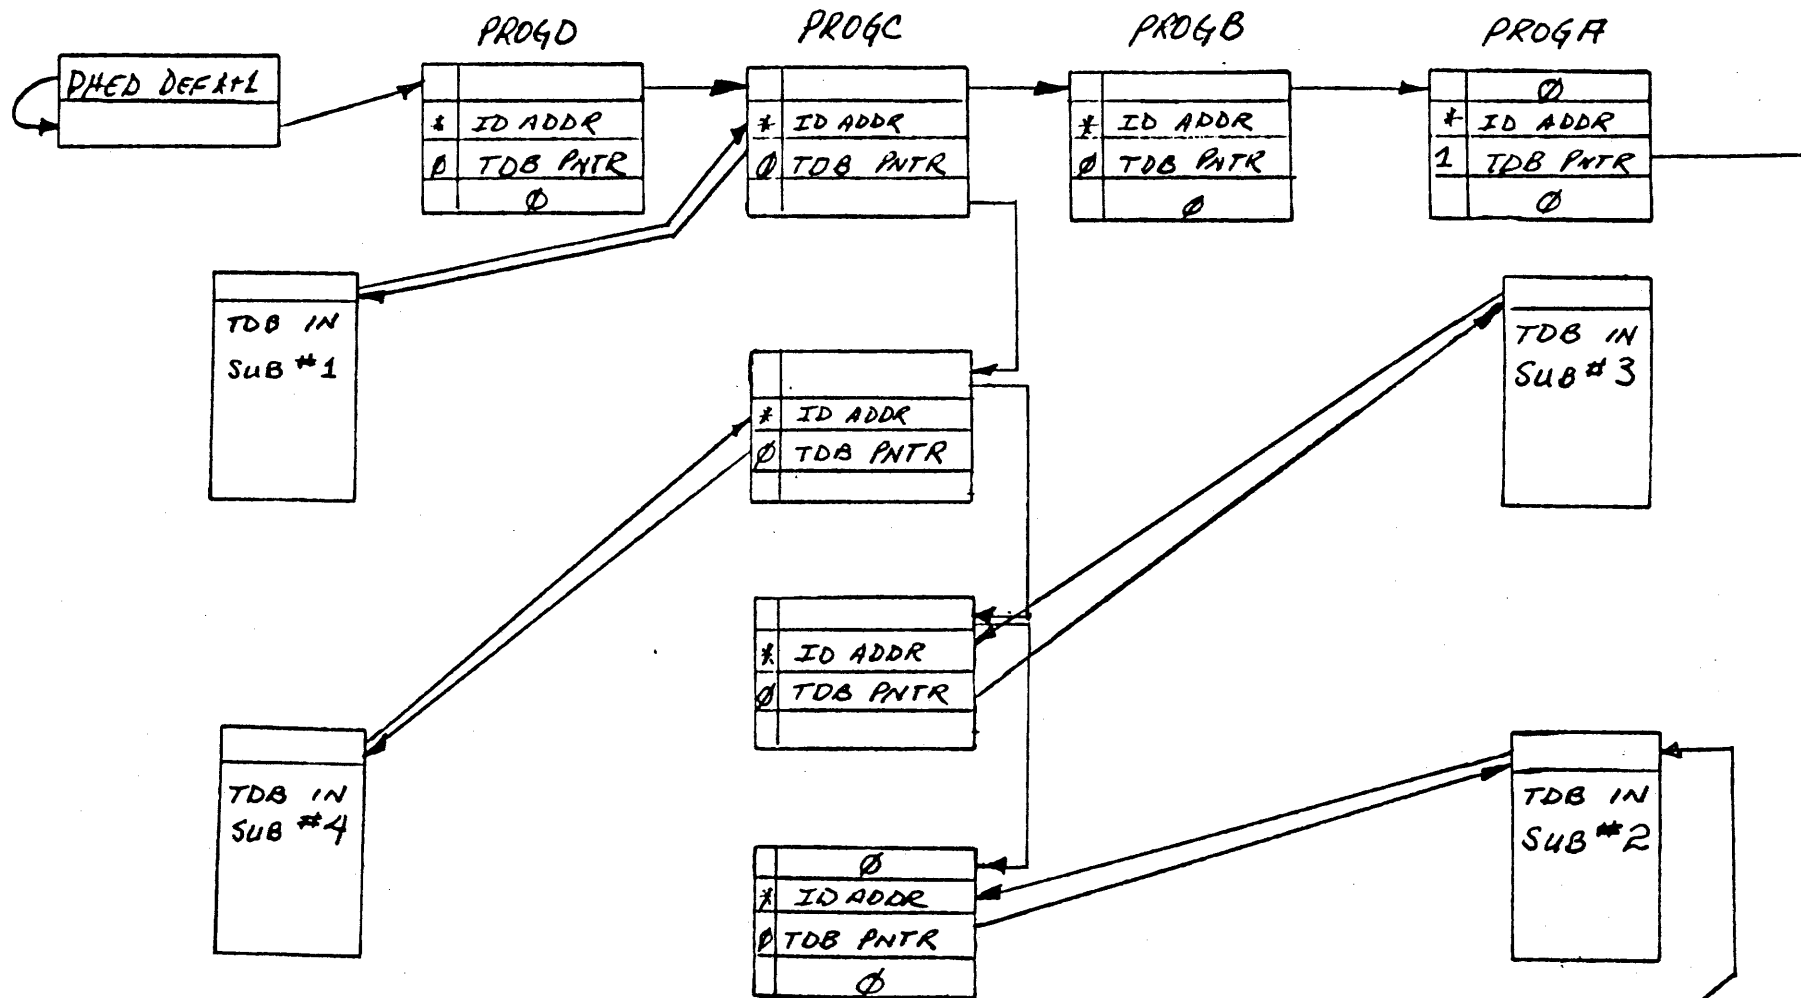 PROGD
PROGC
PROGB
PROGA
DHED DEF *+1
* ID ADDR
Ø TDB PNTR
Ø
* ID ADDR
Ø TDB PNTR
* ID ADDR
Ø TDB PNTR
Ø
Ø
* ID ADDR
1 TDB PNTR
Ø
TDB IN
SUB #1
TDB IN
SUB #3
* ID ADDR
Ø TDB PNTR
* ID ADDR
Ø TDB PNTR
TDB IN
SUB #4
TDB IN
SUB #2
Ø
* ID ADDR
Ø TDB PNTR
Ø